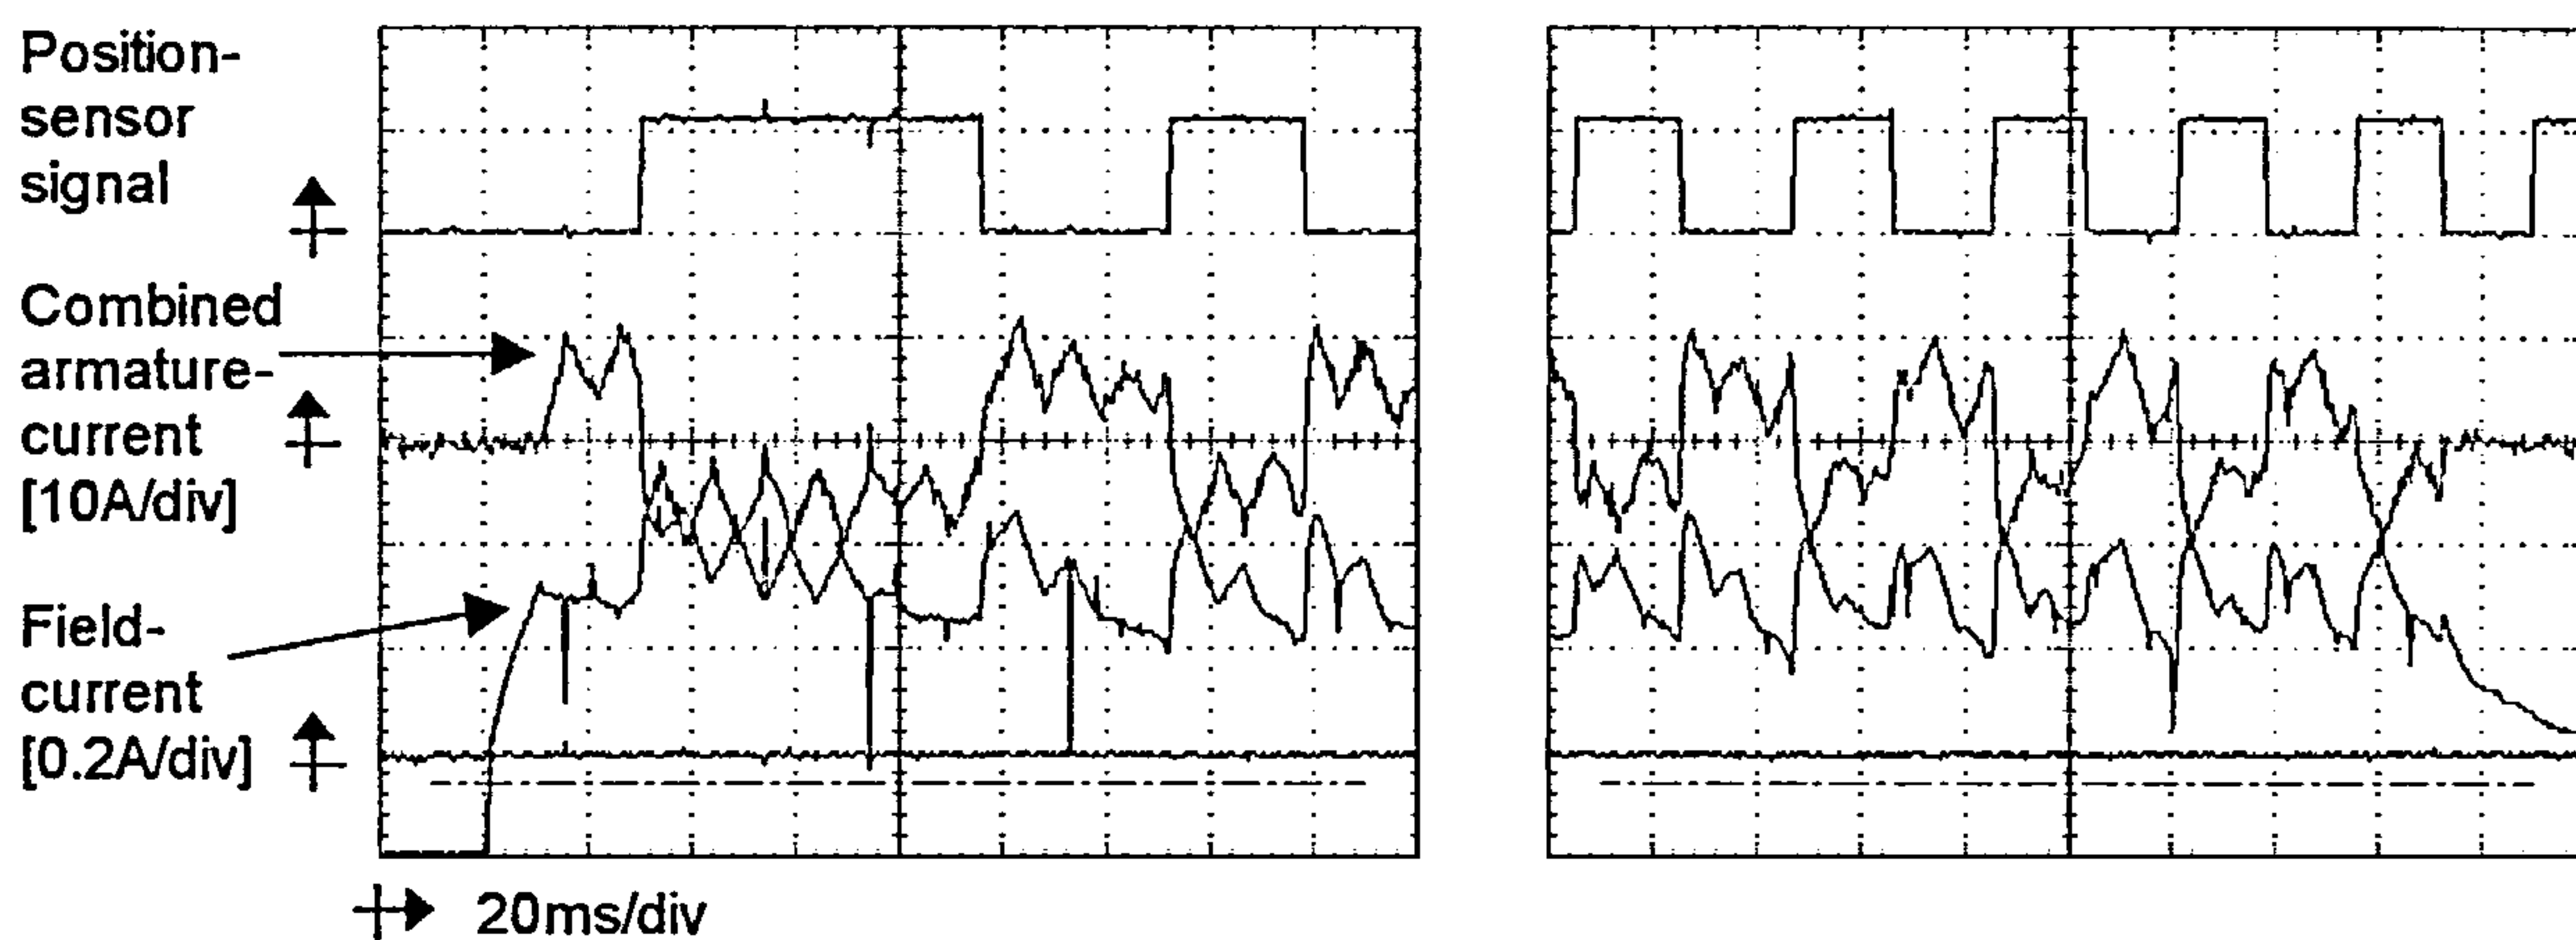 Position-
sensor
signal
Combined
armature-
current
[10A/div]
Field-
current
[0.2A/div]
20ms/div